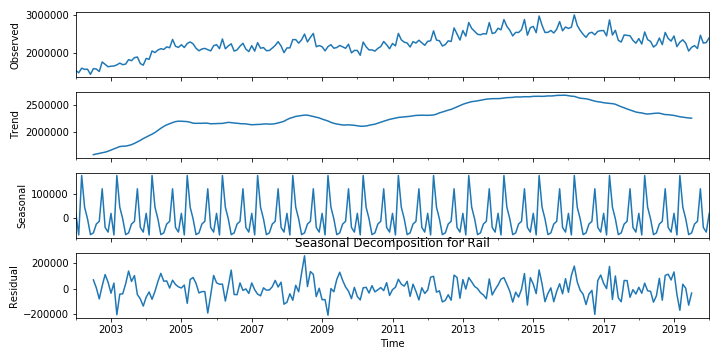 3000000
2000000
Observed
2500000
2000000
Trend
100000
0
Seasonal
Seasonal Decomposition for Rail
200000
0
−200000
Residual
2003 2005 2007 2009 2011 2013 2015 2017 2019
Time